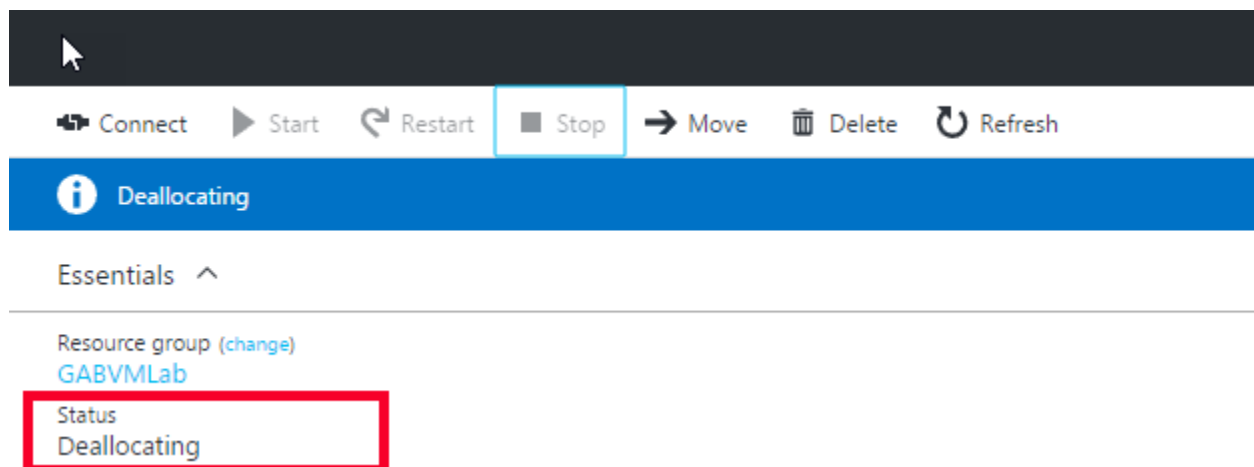 Connect Start Restart Stop Move Delete Refresh
Deallocating
Essentials
Resource group (change)
GABVMLab
Status
Deallocating